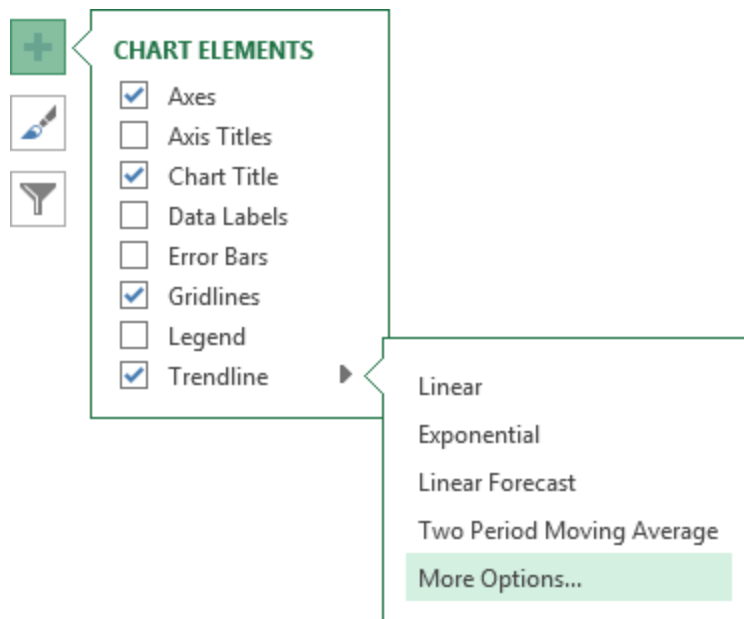 CHART ELEMENTS
Axes
Axis Titles
Chart Title
Data Labels
Error Bars
Gridlines
Legend
Trendline
Linear
Exponential
Linear Forecast
Two Period Moving Average
More Options...